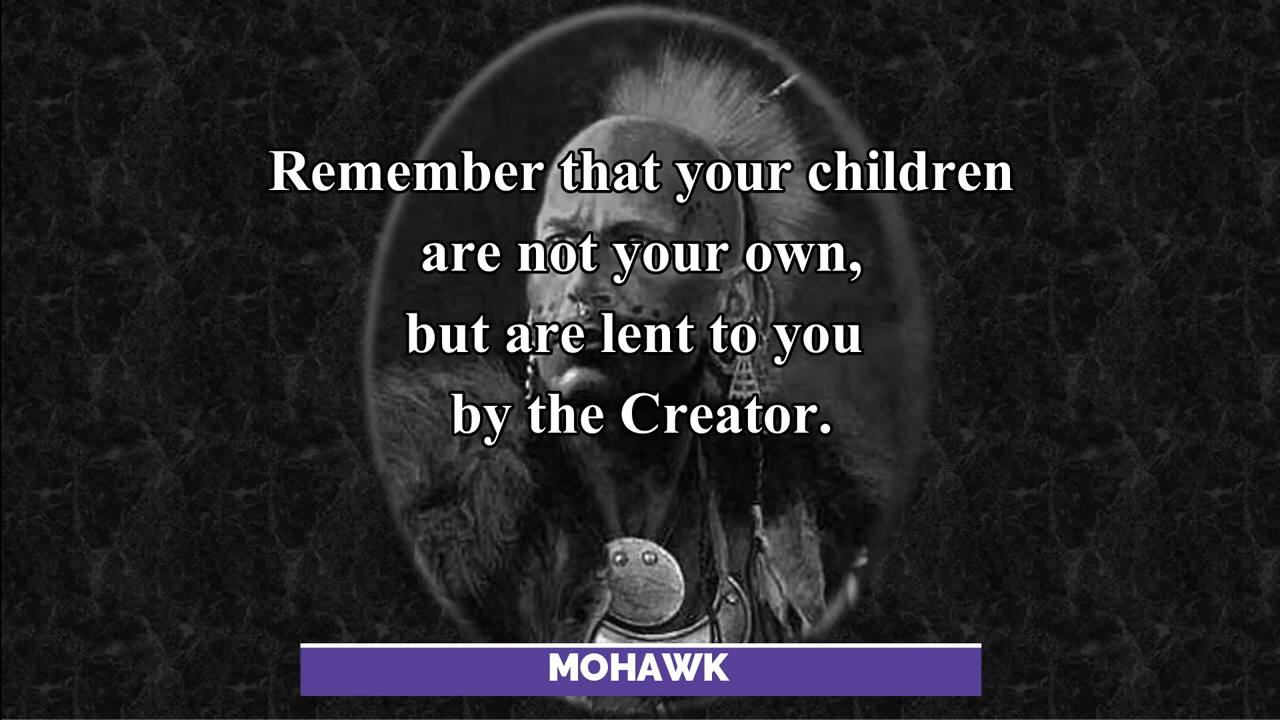 Remember that your children
are not your own,
but are lent to you
by the Creator.
MOHAWK